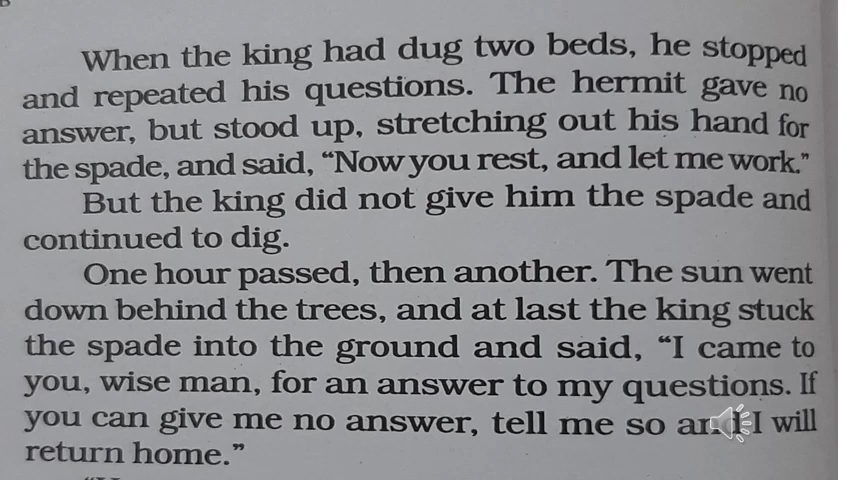 When the king had dug two beds, he stopped
and repeated his questions. The hermit gave no
answer, but stood up, stretching out his hand for
the spade, and said, “Now you rest, and let me work.”
But the king did not give him the spade and
continued to dig.
One hour passed, then another. The sun went
down behind the trees, and at last the king stuck
the spade into the ground and said, “I came to
you, wise man, for an answer to my questions. If
you can give me no answer, tell me so and I will
return home.”